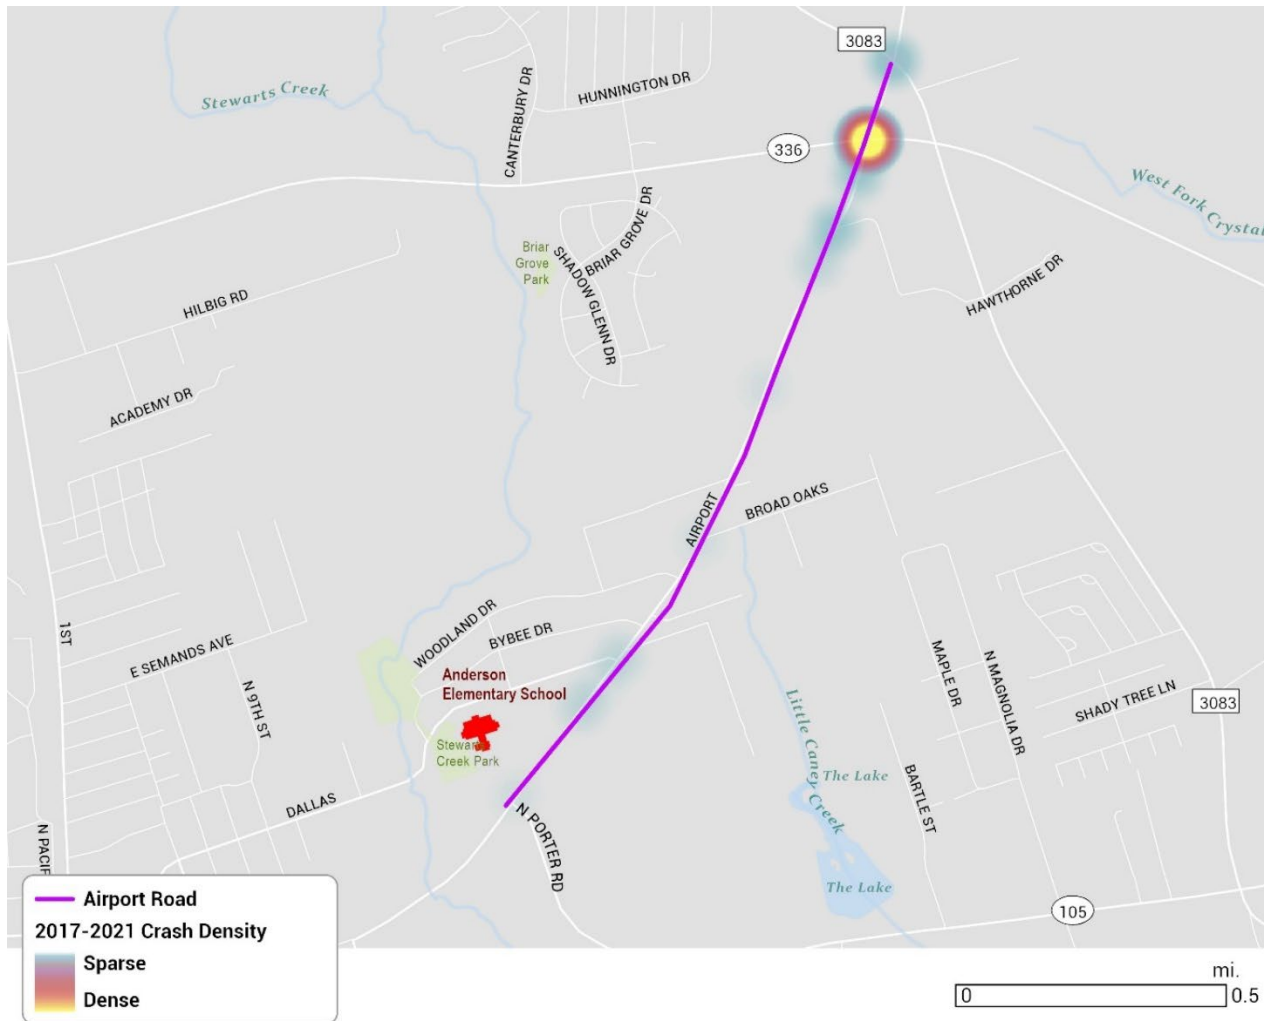 3083
Stewarts Creek
CANTERBURY DR
HUNNINGTON DR
336
West Fork Crystal
Briar
Grove
Park
SHADOW GLENN DR
BRIAR GROVE DR
HAWTHORNE DR
HILBIG RD
ACADEMY DR
AIRPORT
BROAD OAKS
1ST
E SEMANDS AVE
N 9TH ST
WOODLAND DR
BYBEE DR
Anderson
Elementary School
Creek Park
MAPLE DR
N MAGNOLIA DR
SHADY TREE LN
3083
Little Caney Creek
The Lake
BARTLE ST
DALLAS
N PORTER RD
The Lake
105
Airport Road
2017-2021 Crash Density
Sparse
Dense
mi.
0
0.5